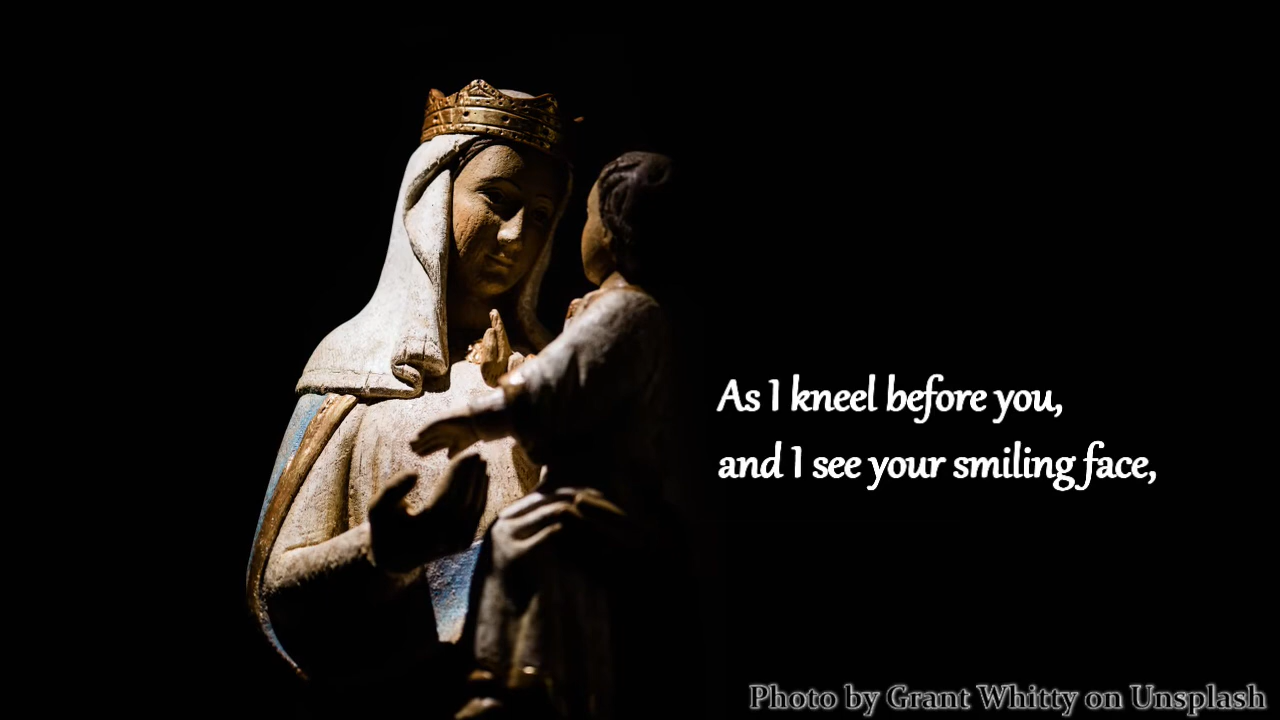 As I kneel before you,
and I see your smiling face,
Photo by Grant Whitty on Unsplash